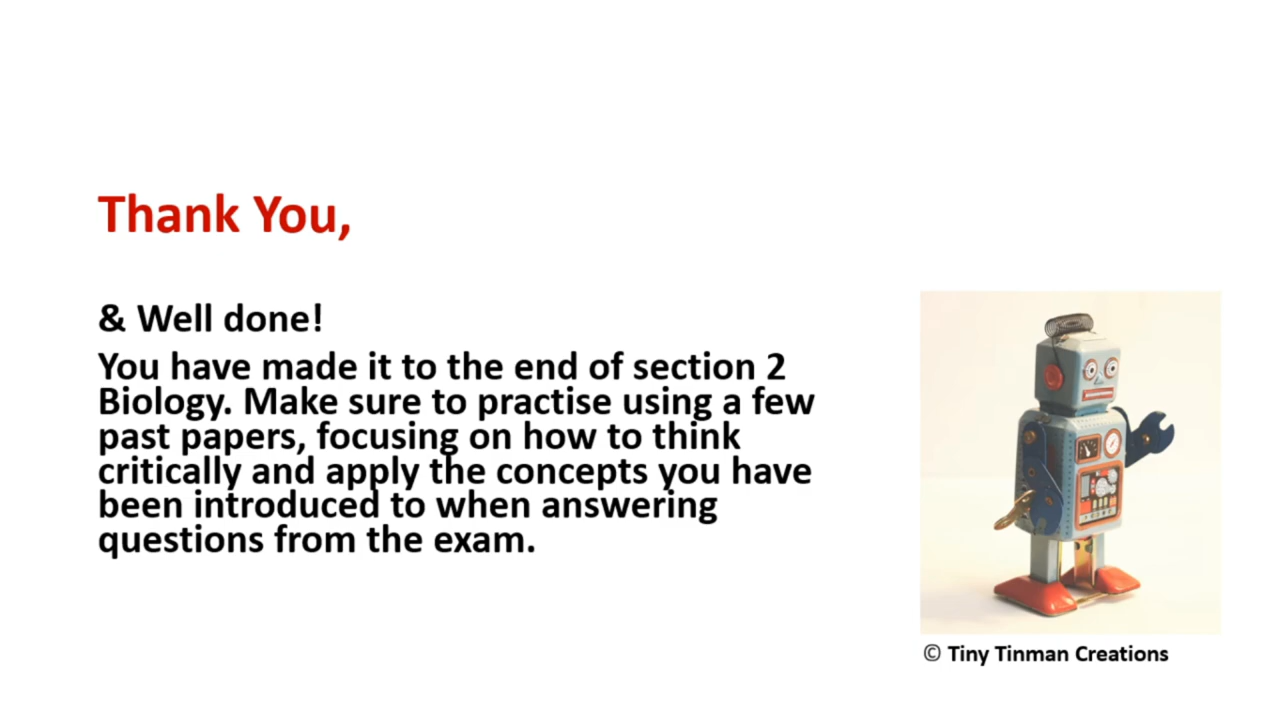 Thank You,
& Well done!
You have made it to the end of section 2
Biology. Make sure to practise using a few
past papers, focusing on how to think
critically and apply the concepts you have
been introduced to when answering
questions from the exam.
© Tiny Tinman Creations